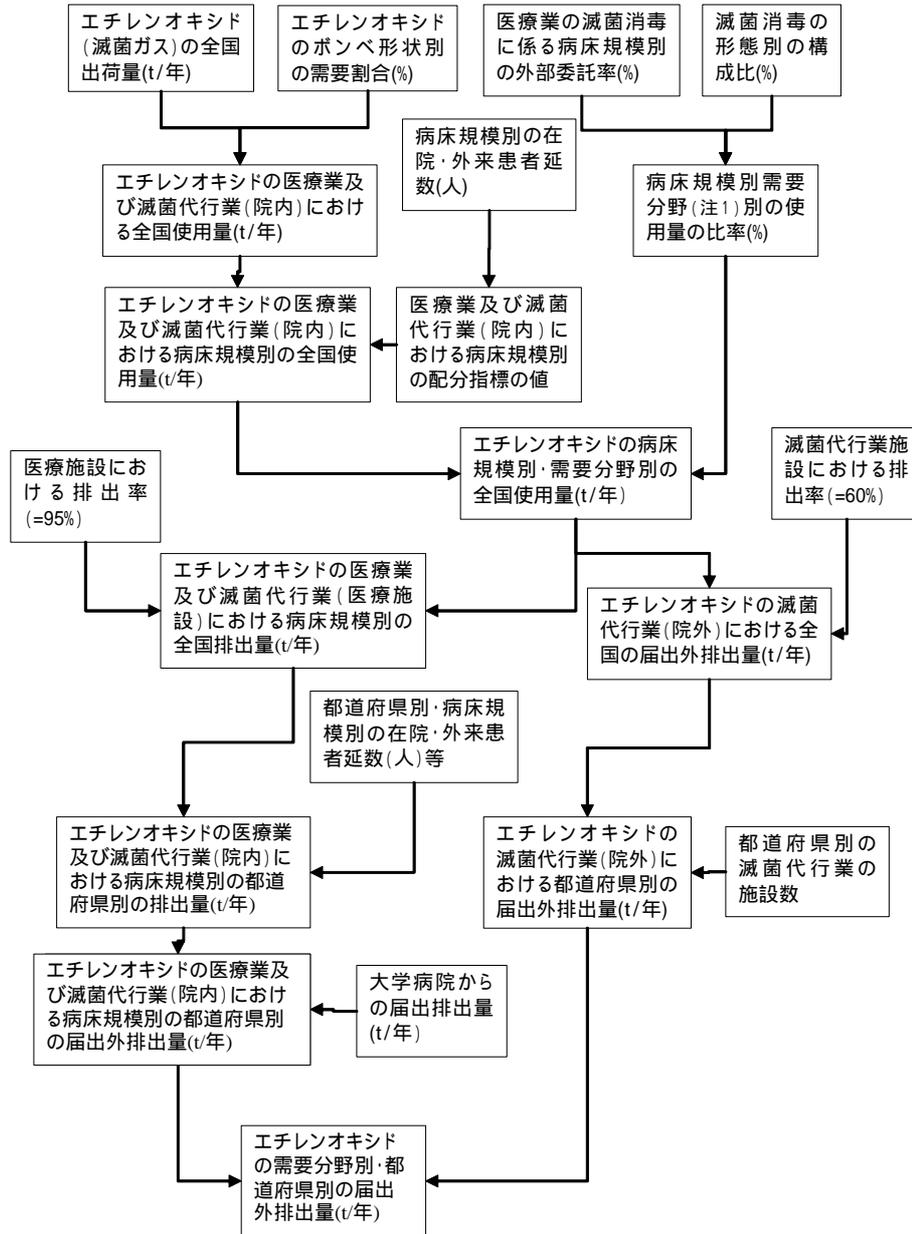 エチレンオキシド
(滅菌ガス)の全国
出荷量(t/年)
エチレンオキシド
のボンベ形状別
の需要割合(%)
医療業の滅菌消毒
に係る病床規模別
の外部委託率(%)
滅菌消毒の
形態別の構
成比(%)
病床規模別の在
院・外来患者延
数(人)
エチレンオキシドの医療業及
び滅菌代行業(院内)におけ
る全国使用量(t/年)
病床規模別需要
分野(注1)別の使
用量の比率(%)
エチレンオキシドの医療業
及び滅菌代行業(院内)に
おける病床規模別の全国使
用量(t/年)
医療業及び滅菌
代行業(院内)に
おける病床規模別
の配分指標の値
エチレンオキシドの病床
規模別・需要分野別の
全国使用量(t/年)
滅菌代行業施
設における排
出率(=60%)
医療施設にお
ける排出率
(=95%)
エチレンオキシドの医療業
及び滅菌代行業(医療施
設)における病床規模別の
全国排出量(t/年)
エチレンオキシドの滅菌
代行業(院外)における全
国の届出外排出量(t/年)
都道府県別・病床規
模別の在院・外来患
者延数(人)等
エチレンオキシドの医療業
及び滅菌代行業(院内)に
おける病床規模別の都道
府県別の排出量(t/年)
エチレンオキシドの
滅菌代行業(院外)に
おける都道府県別の
届出外排出量(t/年)
都道府県別の
滅菌代行業の
施設数
エチレンオキシドの医療業及
び滅菌代行業(院内)におけ
る病床規模別の都道府県別
の届出外排出量(t/年)
大学病院から
の届出排出量
(t/年)
エチレンオキシド
の需要分野別・都
道府県別の届出
外排出量(t/年)